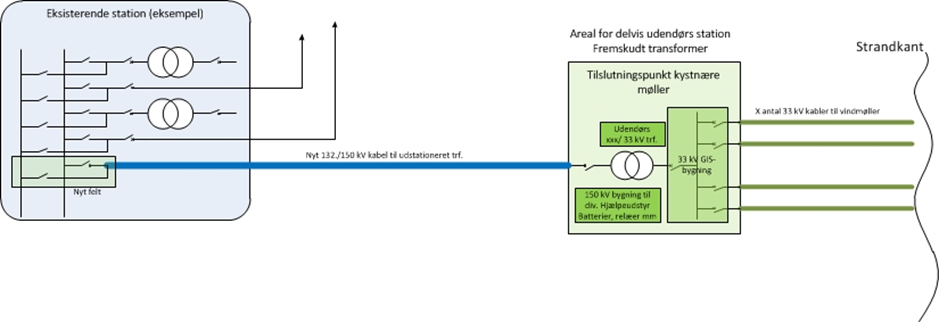 Eksisterende station (eksempel)
Areal for delvis udendørs station
Fremskudt transformer
Strandkant
Tilslutningspunkt kystnære
møller
X antal 33 kV kabler til vindmøller
Udendørs
xxx/ 33 kV trf.
Nyt 132./150 kV kabel til udstationeret trf.
33 kV GIS-
bygning
Nyt felt
150 kV bygning til
div. Hjælpeudstyr
Batterier, relæer mm